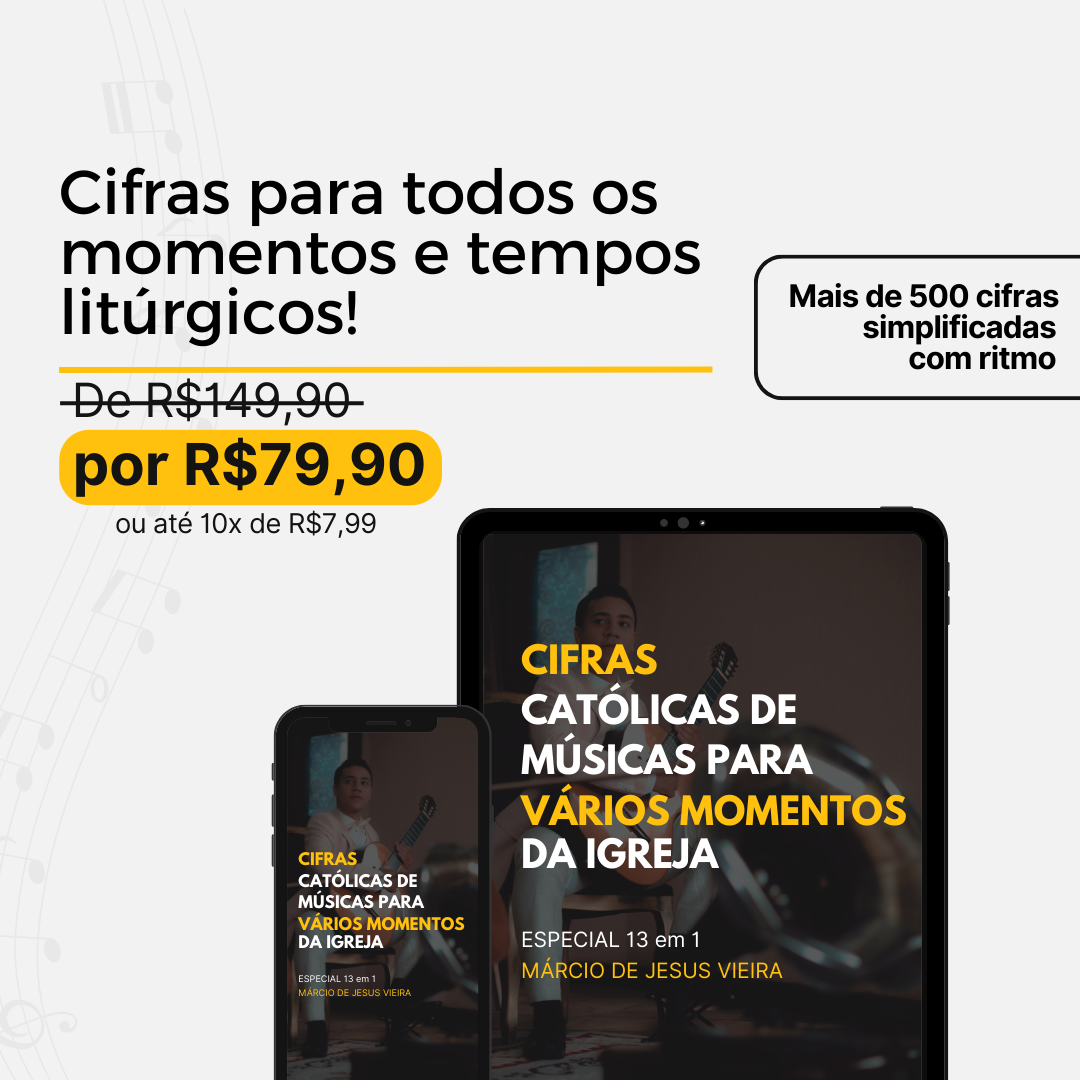 Cifras para todos os
momentos e tempos
litúrgicos!
De R$149,90
por R$79,90
ou até 10x de R$7,99
Mais de 500 cifras
simplificadas
com ritmo
CIFRAS
CATÓLICAS DE
MÚSICAS PARA
VÁRIOS MOMENTOS
DA IGREJA
ESPECIAL 13 em 1
MÁRCIO DE JESUS VIEIRA
CIFRAS
CATÓLICAS DE
MÚSICAS PARA
VÁRIOS MOMENTOS
DA IGREJA
ESPECIAL 13 em 1
MÁRCIO DE JESUS VIEIRA